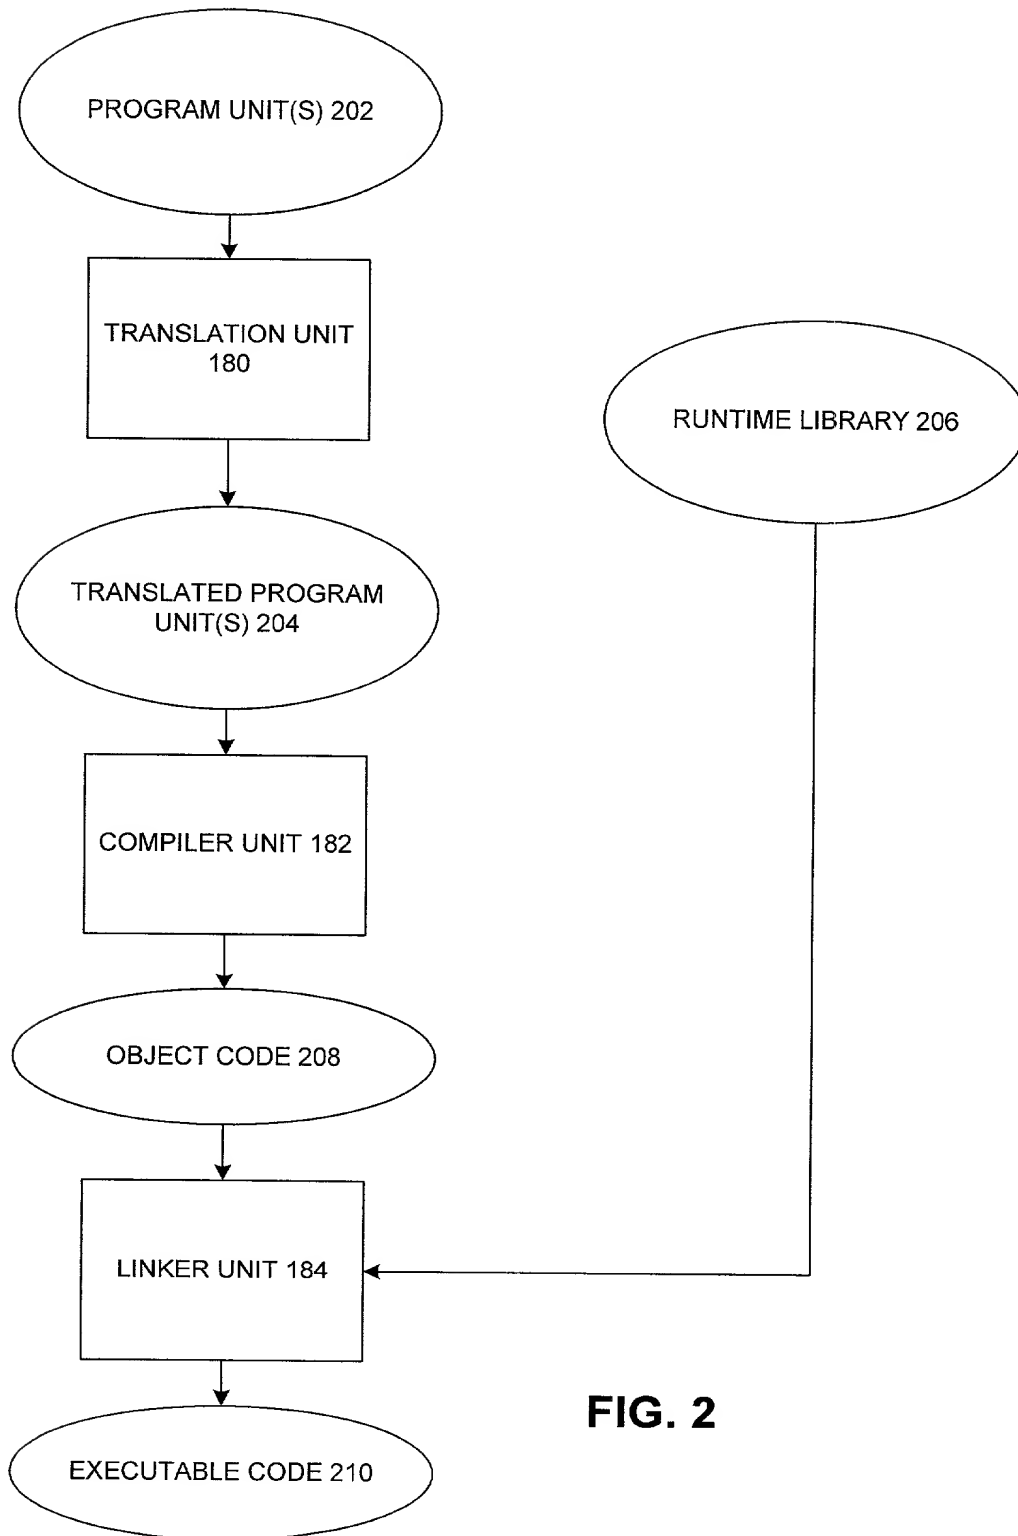 PROGRAM UNIT(S) 202
TRANSLATION UNIT
180
RUNTIME LIBRARY 206
TRANSLATED PROGRAM
UNIT(S) 204
COMPILER UNIT 182
OBJECT CODE 208
LINKER UNIT 184
FIG. 2
EXECUTABLE CODE 210